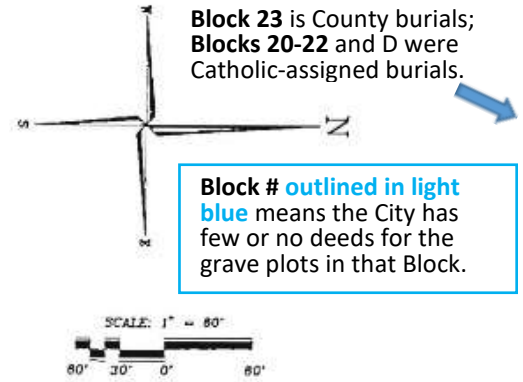 Block 23 is County burials;
Blocks 20-22 and D were
Catholic-assigned burials.
S
N
Block # outlined in light
blue means the City has
few or no deeds for the
grave plots in that Block.
SCALE: 1" = 60'
60' 30' 0' 60'